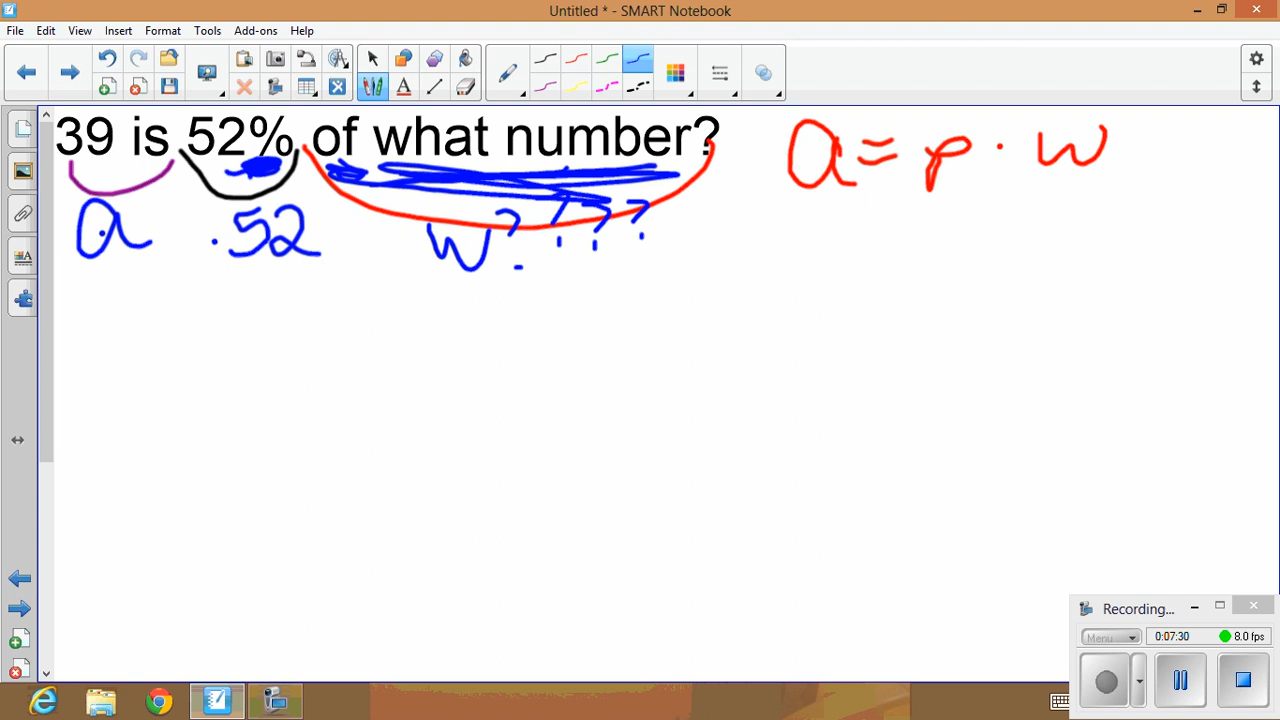 Untitled * - SMART Notebook
File Edit View Insert Format Tools Add-ons Help
39 is 52% of what number?
a = p · w
a .52 w ? ? ? ?
Recording...
Menu 0:07:30 8.0 fps